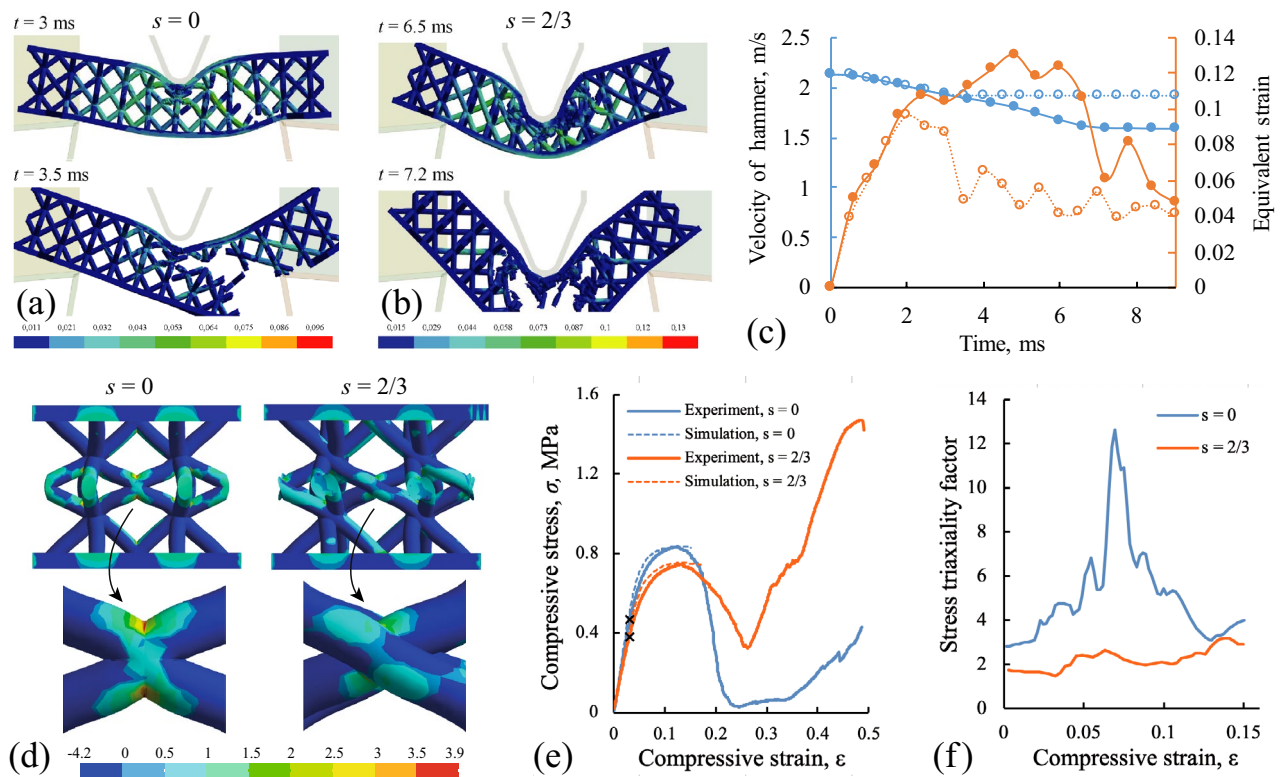 t = 3 ms
s = 0
t = 3.5 ms
(a)
0,011 0,021 0,032 0,043 0,053 0,064 0,075 0,086 0,096
t = 6.5 ms
s = 2/3
t = 7.2 ms
(b)
0,015 0,029 0,044 0,058 0,073 0,087 0,1 0,12 0,13
Velocity of hammer, m/s
2.5
2
1.5
1
0.5
0
0 2 4 6 8
Time, ms
0.14
0.12
0.1
0.08
0.06
0.04
0.02
0
Equivalent strain
(c)
s = 0
s = 2/3
(d)
-4.2 0 0.5 1 1.5 2 2.5 3 3.5 3.9
Compressive stress, σ, MPa
1.6
1.2
0.8
0.4
0
Experiment, s = 0
Simulation, s = 0
Experiment, s = 2/3
Simulation, s = 2/3
0 0.1 0.2 0.3 0.4 0.5
(e)
Compressive strain, ε
Stress triaxiality factor
14
12
10
8
6
4
2
0
s = 0
s = 2/3
0 0.05 0.1 0.15
(f)
Compressive strain, ε